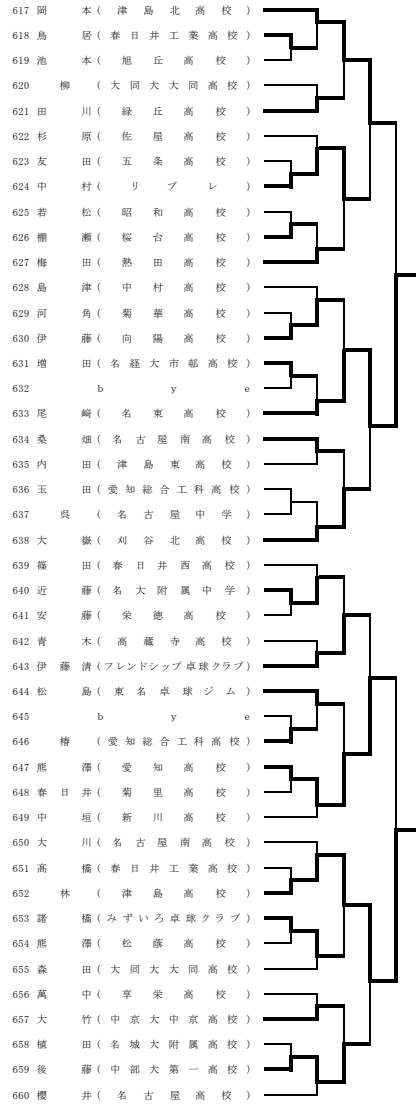 617 岡本(津島北高校)
618 鳥居(春日井工業高校)
619 池本(旭丘高校)
620 柳(大同大大同高校)
621 田川(緑丘高校)
622 杉原(佐屋高校)
623 友田(五条高校)
624 中村(リブレ)
625 若松(昭和高校)
626 棚瀬(桜台高校)
627 梅田(熱田高校)
628 島津(中村高校)
629 河角(菊華高校)
630 伊藤(向陽高校)
631 増田(名経大市邨高校)
632 bye
633 尾崎(名東高校)
634 桑畑(名古屋南高校)
635 内田(津島東高校)
636 玉田(愛知総合工科高校)
637 呉(名古屋中学)
638 大嶽(刈谷北高校)
639 篠田(春日井西高校)
640 近藤(名大附属中学)
641 安藤(栄徳高校)
642 青木(高蔵寺高校)
643 伊藤清(フレンドシップ卓球クラブ)
644 松島(東名卓球ジム)
645 bye
646 椿(愛知総合工科高校)
647 熊澤(愛知高校)
648 春日井(菊里高校)
649 中垣(新川高校)
650 大川(名古屋南高校)
651 髙橋(春日井工業高校)
652 林(津島高校)
653 諸橋(みずいろ卓球クラブ)
654 熊澤(松蔭高校)
655 森田(大同大大同高校)
656 萬中(享栄高校)
657 大竹(中京大中京高校)
658 植田(名城大附属高校)
659 後藤(中部大第一高校)
660 櫻井(名古屋高校)